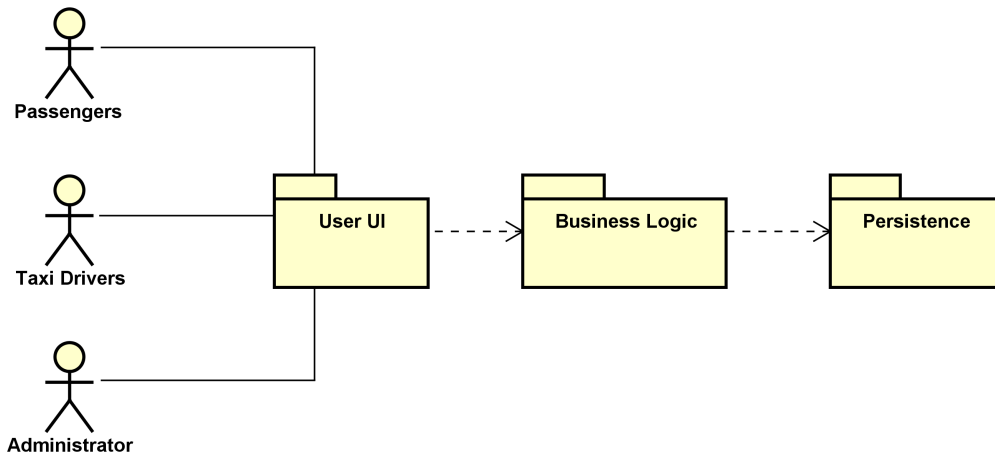 Passengers
Taxi Drivers
User UI
Business Logic
Persistence
Administrator